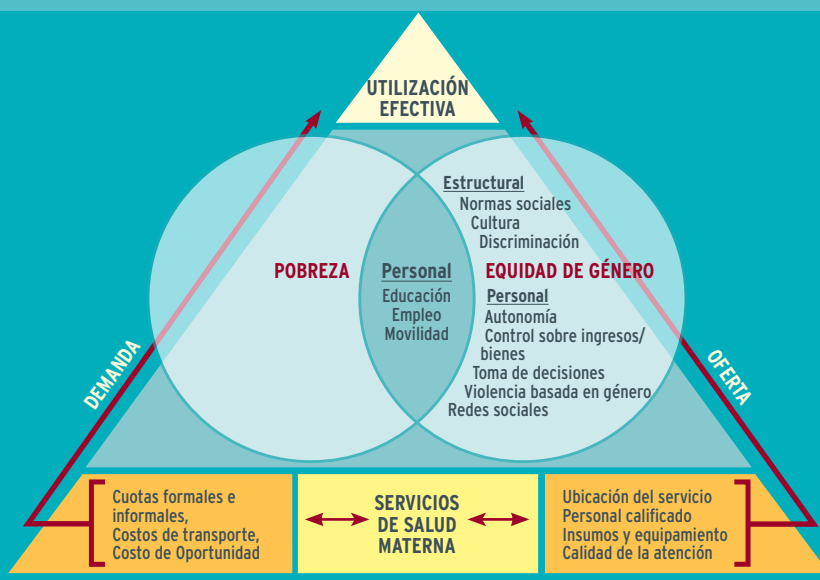 UTILIZACIÓN
EFECTIVA
Estructural
Normas sociales
Cultura
Discriminación
POBREZA
Personal
Educación
Empleo
Movilidad
EQUIDAD DE GÉNERO
Personal
Autonomía
Control sobre ingresos/
bienes
Toma de decisiones
Violencia basada en género
Redes sociales
DEMANDA
OFERTA
Cuotas formales e
informales,
Costos de transporte,
Costo de Oportunidad
SERVICIOS
DE SALUD
MATERNA
Ubicación del servicio
Personal calificado
Insumos y equipamiento
Calidad de la atención